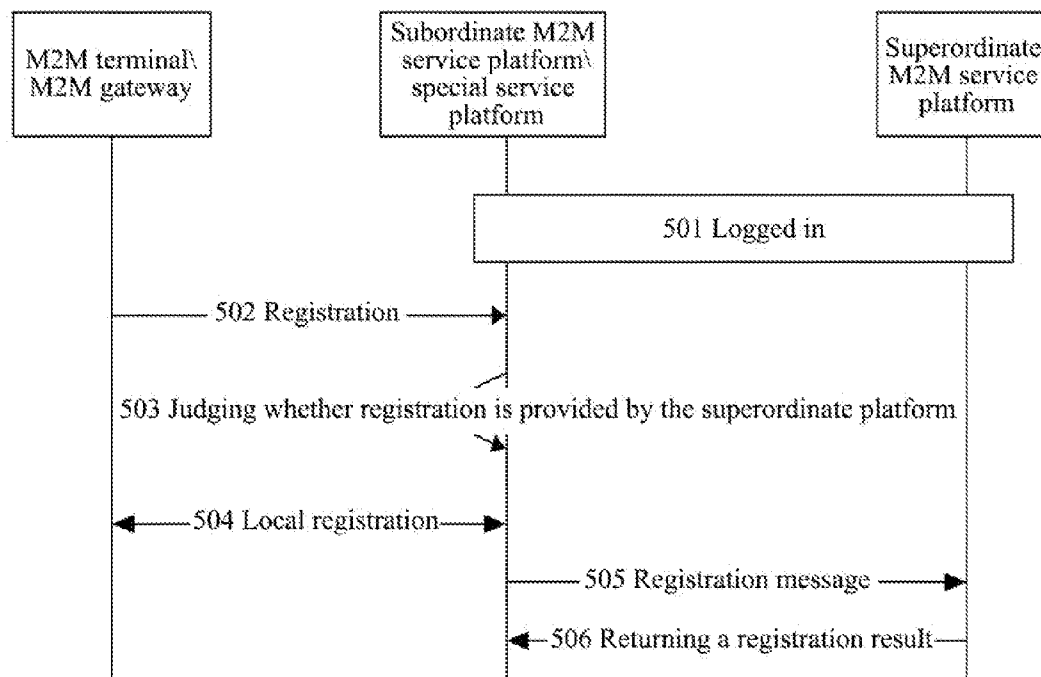 M2M terminal\
M2M gateway
Subordinate M2M
service platform\
special service
platform
Superordinate
M2M service
platform
501 Logged in
502 Registration
503 Judging whether registration is provided by the superordinate platform
504 Local registration
505 Registration message
506 Returning a registration result